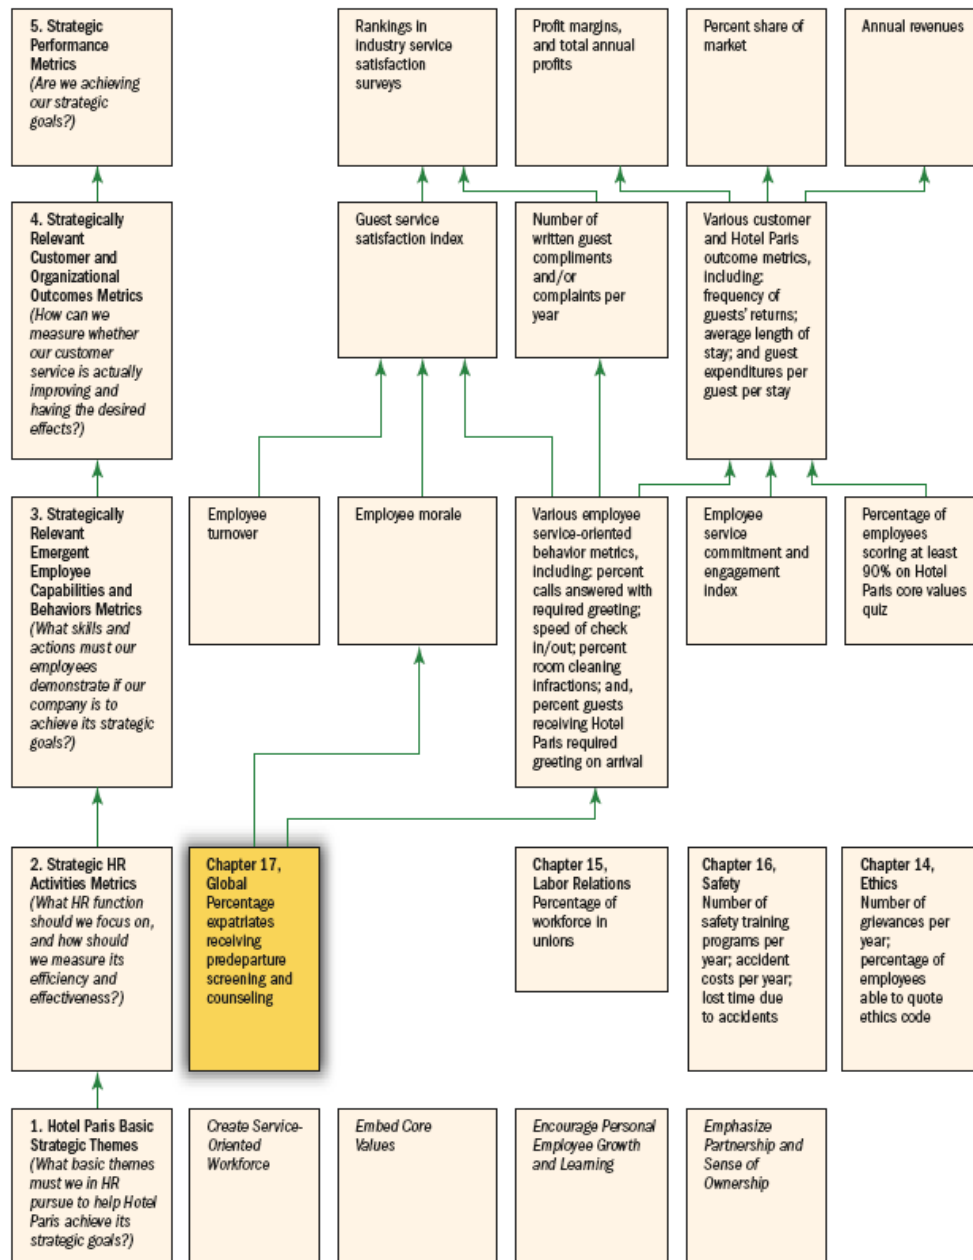 5. Strategic
Performance
Metrics
(Are we achieving
our strategic
goals?)
Rankings in
industry service
satisfaction
surveys
Profit margins,
and total annual
profits
Percent share of
market
Annual revenues
4. Strategically
Relevant
Customer and
Organizational
Outcomes Metrics
(How can we
measure whether
our customer
service is actually
improving and
having the desired
effects?)
Guest service
satisfaction index
Number of
written guest
compliments
and/or
complaints per
year
Various customer
and Hotel Paris
outcome metrics,
including:
frequency of
guests' returns;
average length of
stay; and guest
expenditures per
guest per stay
3. Strategically
Relevant
Emergent
Employee
Capabilities and
Behaviors Metrics
(What skills and
actions must our
employees
demonstrate if our
company is to
achieve its strategic
goals?)
Employee
turnover
Employee morale
Various employee
service-oriented
behavior metrics,
including: percent
calls answered with
required greeting;
speed of check
in/out; percent
room cleaning
infractions; and,
percent guests
receiving Hotel
Paris required
greeting on arrival
Employee
service
commitment and
engagement
index
Percentage of
employees
scoring at least
90% on Hotel
Paris core values
quiz
2. Strategic HR
Activities Metrics
(What HR function
should we focus on,
and how should
we measure its
efficiency and
effectiveness?)
Chapter 17,
Global
Percentage
expatriates
receiving
predeparture
screening and
counseling
Chapter 15,
Labor Relations
Percentage of
workforce in
unions
Chapter 16,
Safety
Number of
safety training
programs per
year; accident
costs per year;
lost time due
to accidents
Chapter 14,
Ethics
Number of
grievances per
year;
percentage of
employees
able to quote
ethics code
1. Hotel Paris Basic
Strategic Themes
(What basic themes
must we in HR
pursue to help Hotel
Paris achieve its
strategic goals?)
Create Service-
Oriented
Workforce
Embed Core
Values
Encourage Personal
Employee Growth
and Learning
Emphasize
Partnership and
Sense of
Ownership